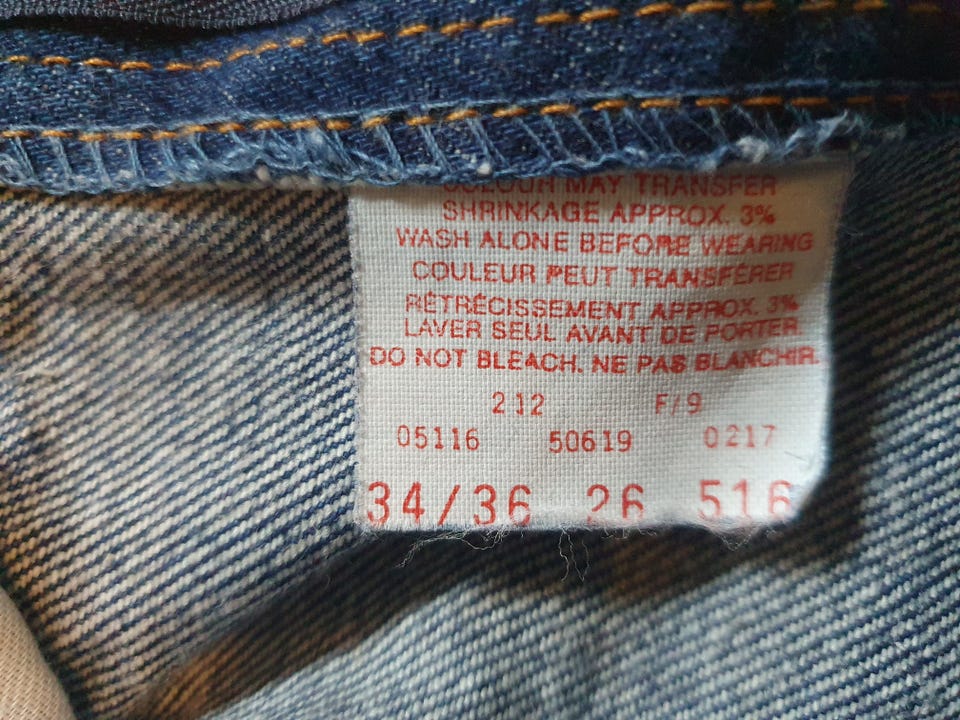 COLOUR MAY TRANSFER
SHRINKAGE APPROX. 3%
WASH ALONE BEFORE WEARING
COULEUR PEUT TRANSFÉRER
RÉTRÉCISSEMENT APPROX. 3%
LAVER SEUL AVANT DE PORTER.
DO NOT BLEACH. NE PAS BLANCHIR.
212 F/9
05116 50619 0217
34/36 26 516